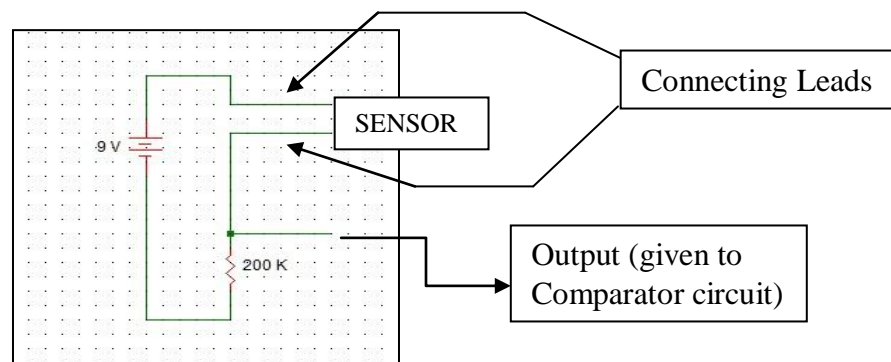 Connecting Leads
SENSOR
9 V
200 K
Output (given to
Comparator circuit)